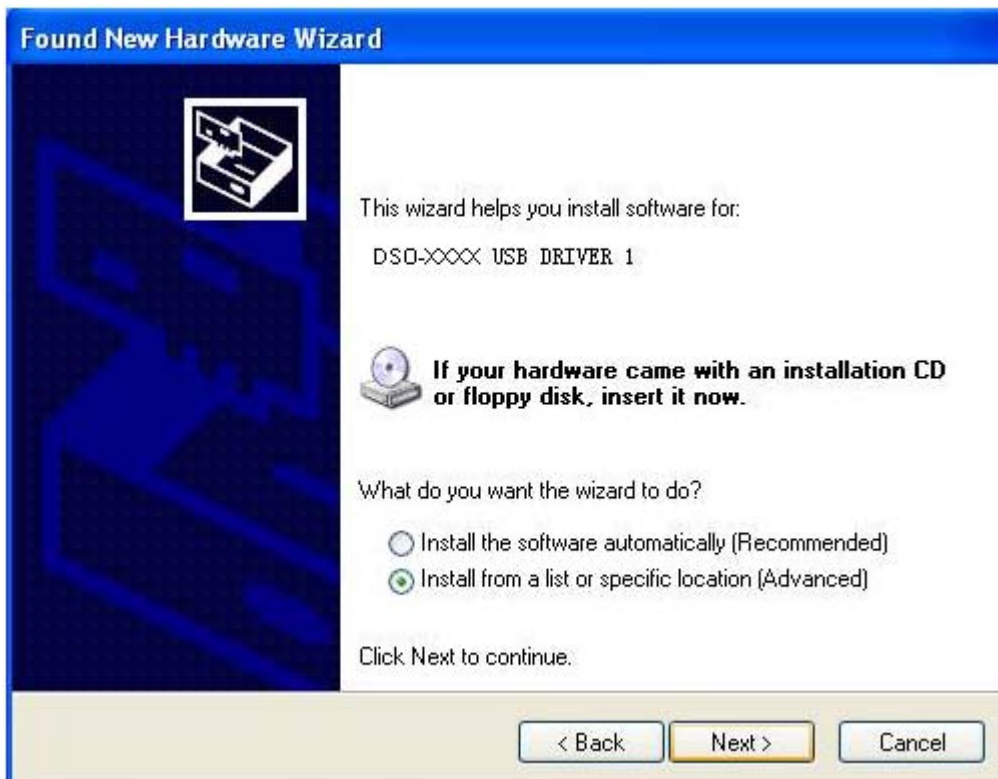 Found New Hardware Wizard
This wizard helps you install software for:
DSO-XXXX USB DRIVER 1
If your hardware came with an installation CD
or floppy disk, insert it now.
What do you want the wizard to do?
Install the software automatically (Recommended)
Install from a list or specific location (Advanced)
Click Next to continue.
< Back Next > Cancel